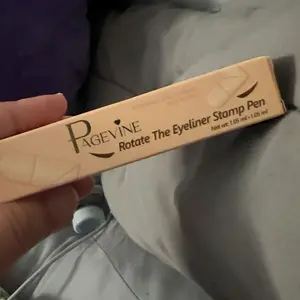 PAGEVINE
Rotate The Eyeliner Stamp Pen
Net wt: 1.05 ml+1.05 ml